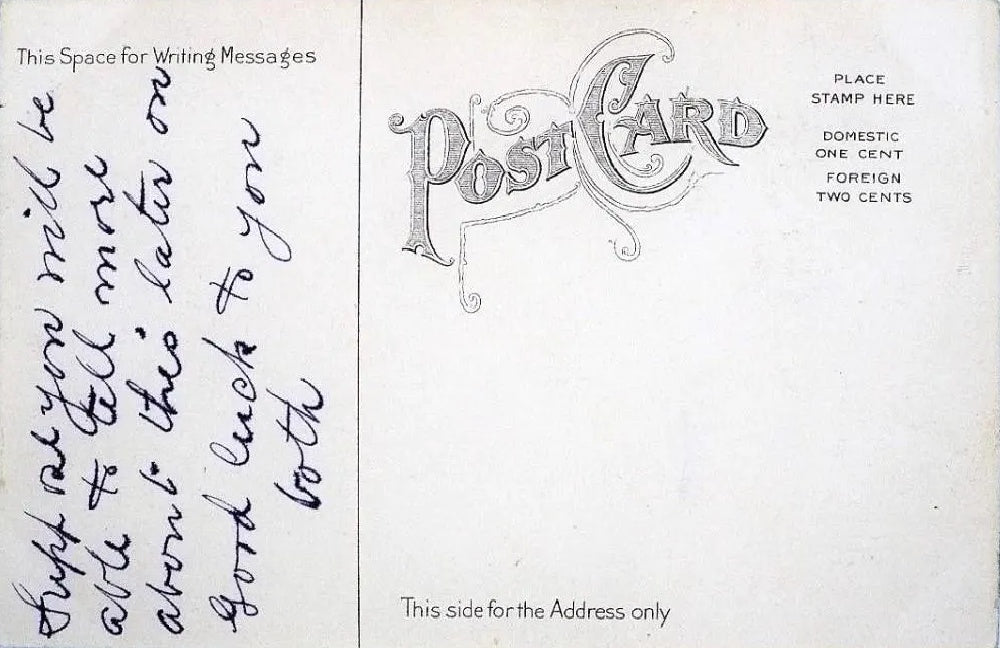 This Space for Writing Messages
Suppose you will be
able to tell more
about this later on
Good luck to you
both
POST CARD
PLACE
STAMP HERE
DOMESTIC
ONE CENT
FOREIGN
TWO CENTS
This side for the Address only